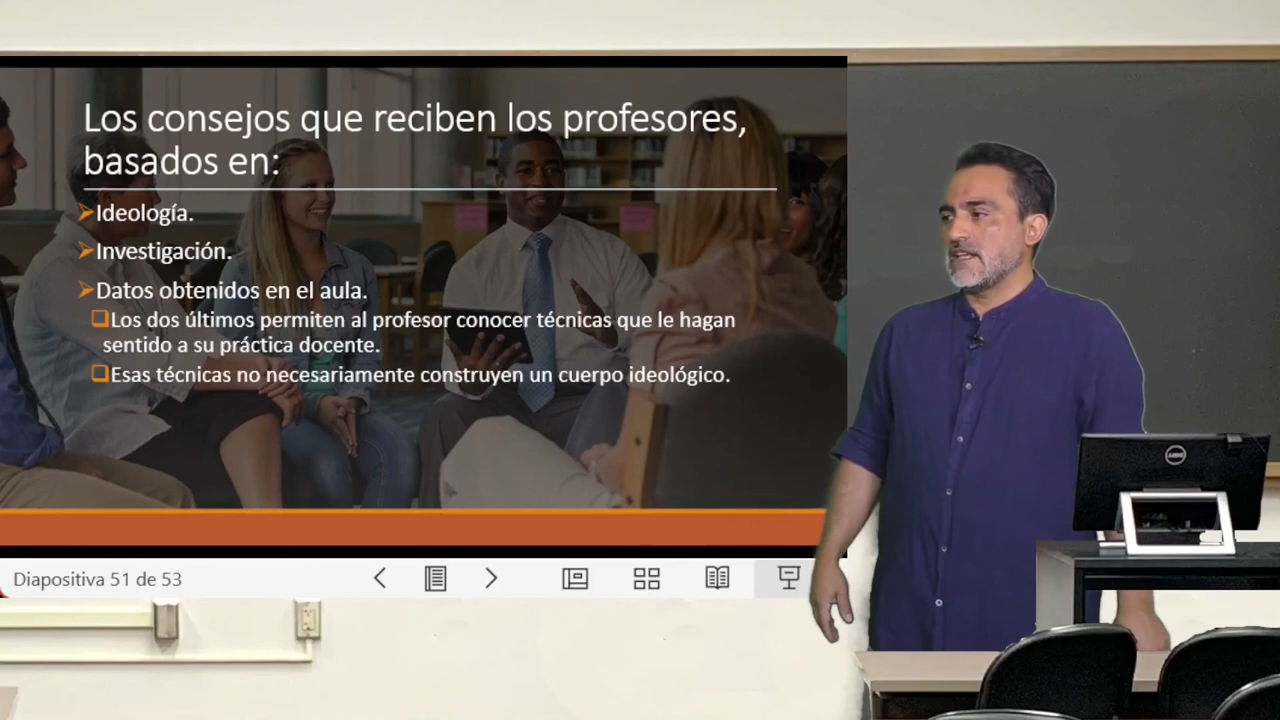 Los consejos que reciben los profesores,
basados en:
Ideología.
Investigación.
Datos obtenidos en el aula.
Los dos últimos permiten al profesor conocer técnicas que le hagan
sentido a su práctica docente.
Esas técnicas no necesariamente construyen un cuerpo ideológico.
Diapositiva 51 de 53
DELL